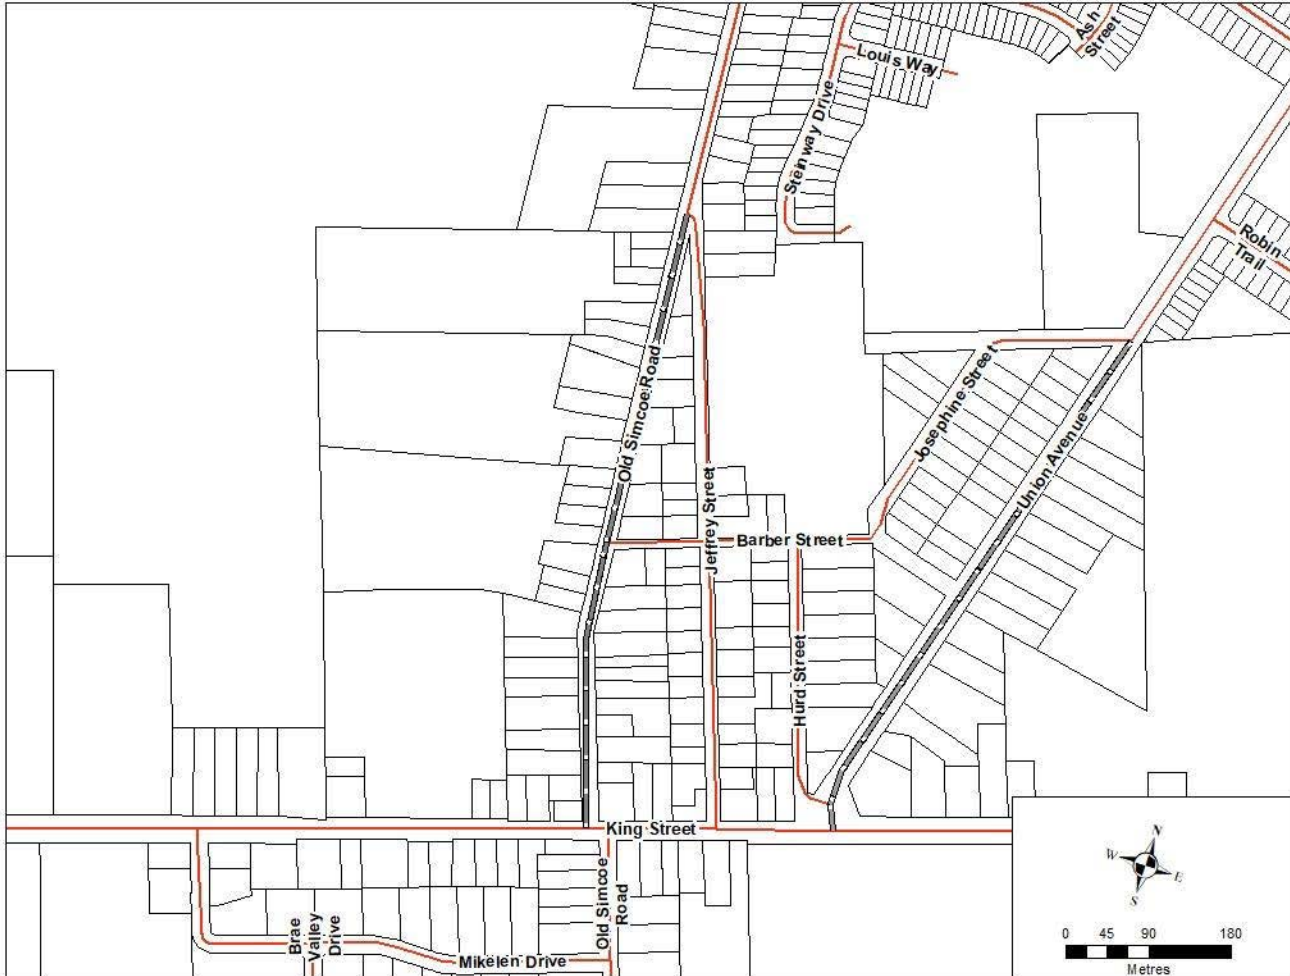 Ash
Street
Louis Way
Steinway Drive
Robin
Trail
Old Simcoe Road
Josephine Street
Union Avenue
Jeffrey Street
Barber Street
Hurd Street
King Street
Old Simcoe
Road
Brae
Valley
Drive
Mikelen Drive
N
W
E
S
0 45 90 180
Metres